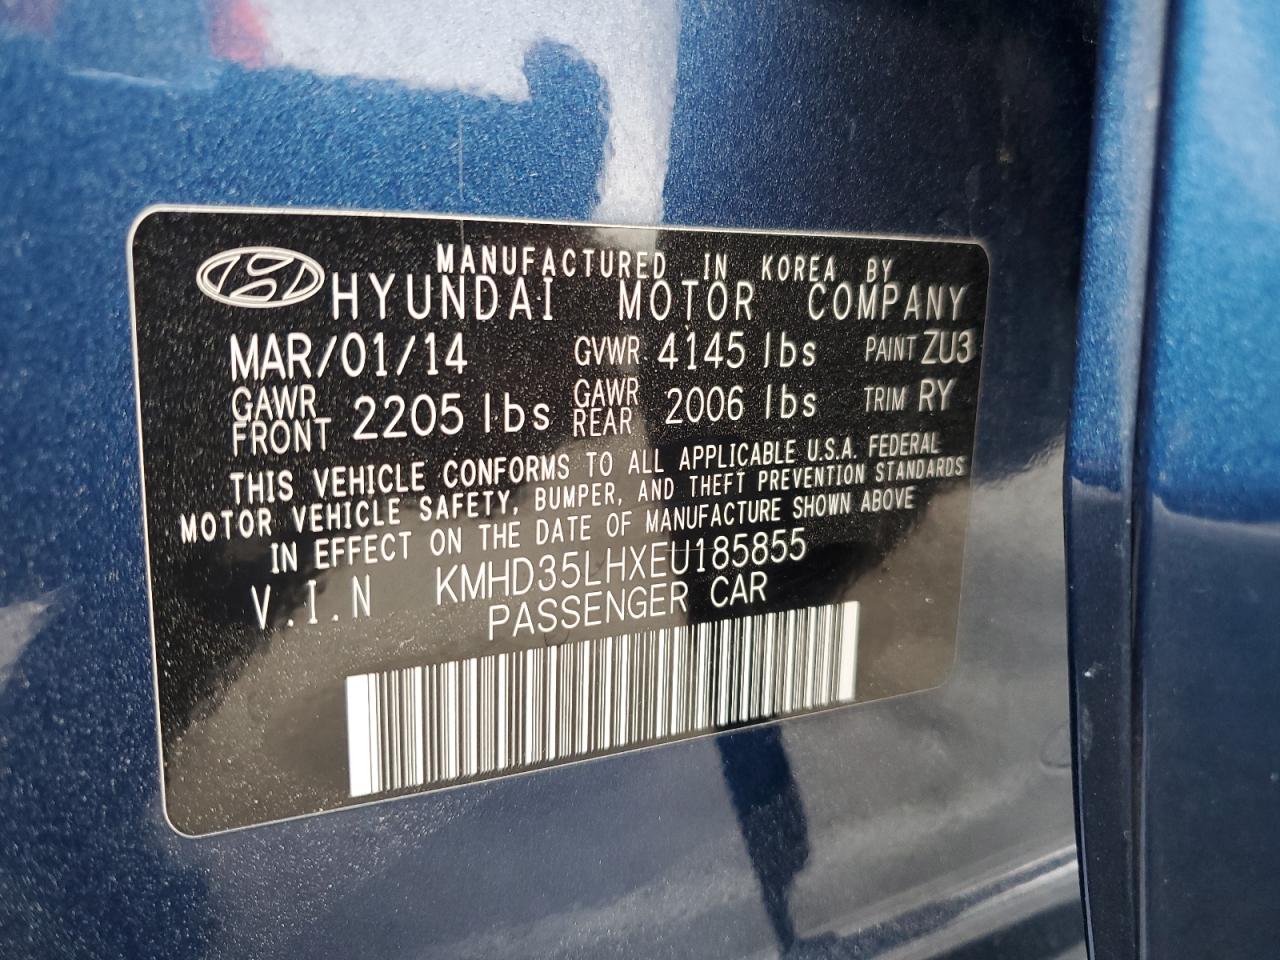 MANUFACTURED IN KOREA BY
HYUNDAI MOTOR COMPANY
MAR/01/14 GVWR 4145 lbs PAINT ZU3
GAWR FRONT 2205 lbs GAWR REAR 2006 lbs TRIM RY
THIS VEHICLE CONFORMS TO ALL APPLICABLE U.S.A. FEDERAL
MOTOR VEHICLE SAFETY, BUMPER, AND THEFT PREVENTION STANDARDS
IN EFFECT ON THE DATE OF MANUFACTURE SHOWN ABOVE
V.I.N KMHD35LHXEU185855
PASSENGER CAR